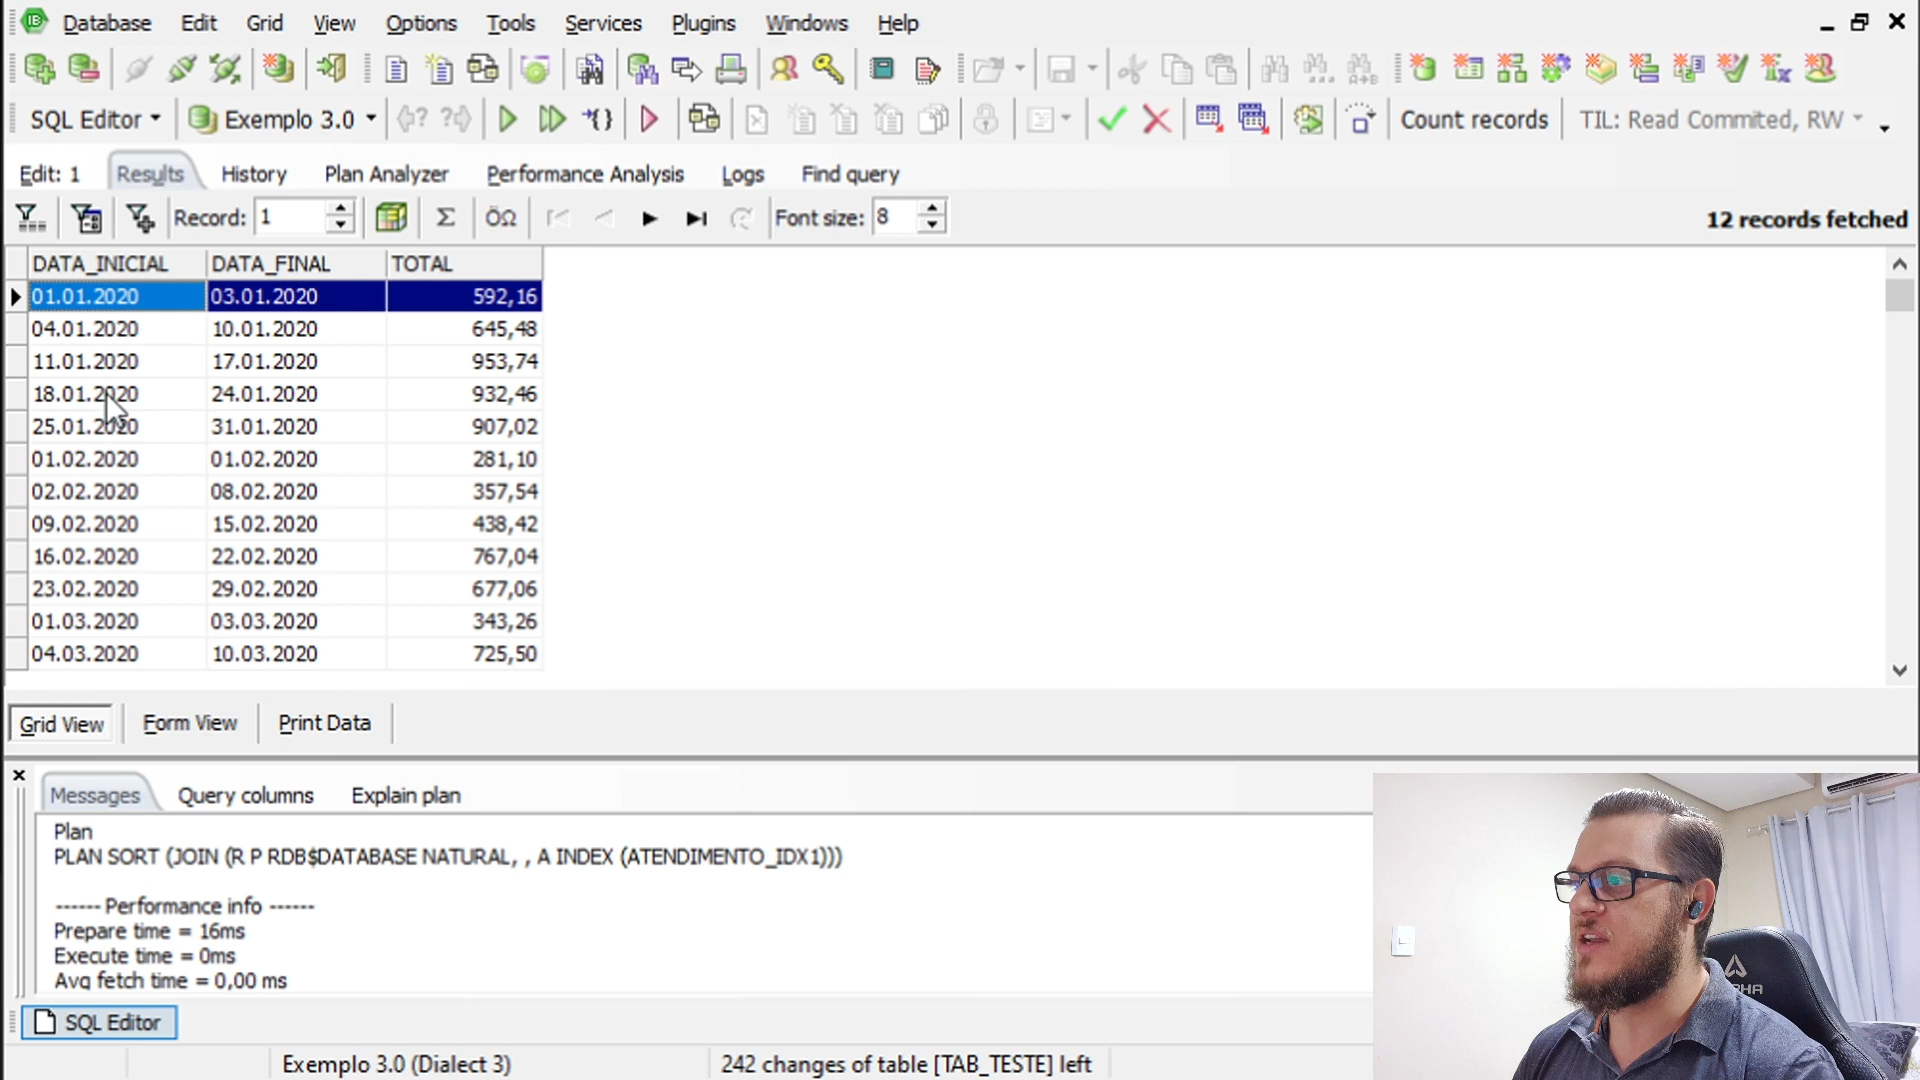 Database Edit Grid View Options Tools Services Plugins Windows Help
SQL Editor Exemplo 3.0 Count records TIL: Read Commited, RW
Edit: 1 Results History Plan Analyzer Performance Analysis Logs Find query
Record: 1 Σ ÖΩ Font size: 8 12 records fetched
DATA_INICIAL DATA_FINAL TOTAL
01.01.2020 03.01.2020 592,16
04.01.2020 10.01.2020 645,48
11.01.2020 17.01.2020 953,74
18.01.2020 24.01.2020 932,46
25.01.2020 31.01.2020 907,02
01.02.2020 01.02.2020 281,10
02.02.2020 08.02.2020 357,54
09.02.2020 15.02.2020 438,42
16.02.2020 22.02.2020 767,04
23.02.2020 29.02.2020 677,06
01.03.2020 03.03.2020 343,26
04.03.2020 10.03.2020 725,50
Grid View Form View Print Data
Messages Query columns Explain plan
Plan
PLAN SORT (JOIN (R P RDB$DATABASE NATURAL, , A INDEX (ATENDIMENTO_IDX1)))
------ Performance info ------
Prepare time = 16ms
Execute time = 0ms
Avg fetch time = 0,00 ms
SQL Editor
Exemplo 3.0 (Dialect 3) 242 changes of table [TAB_TESTE] left